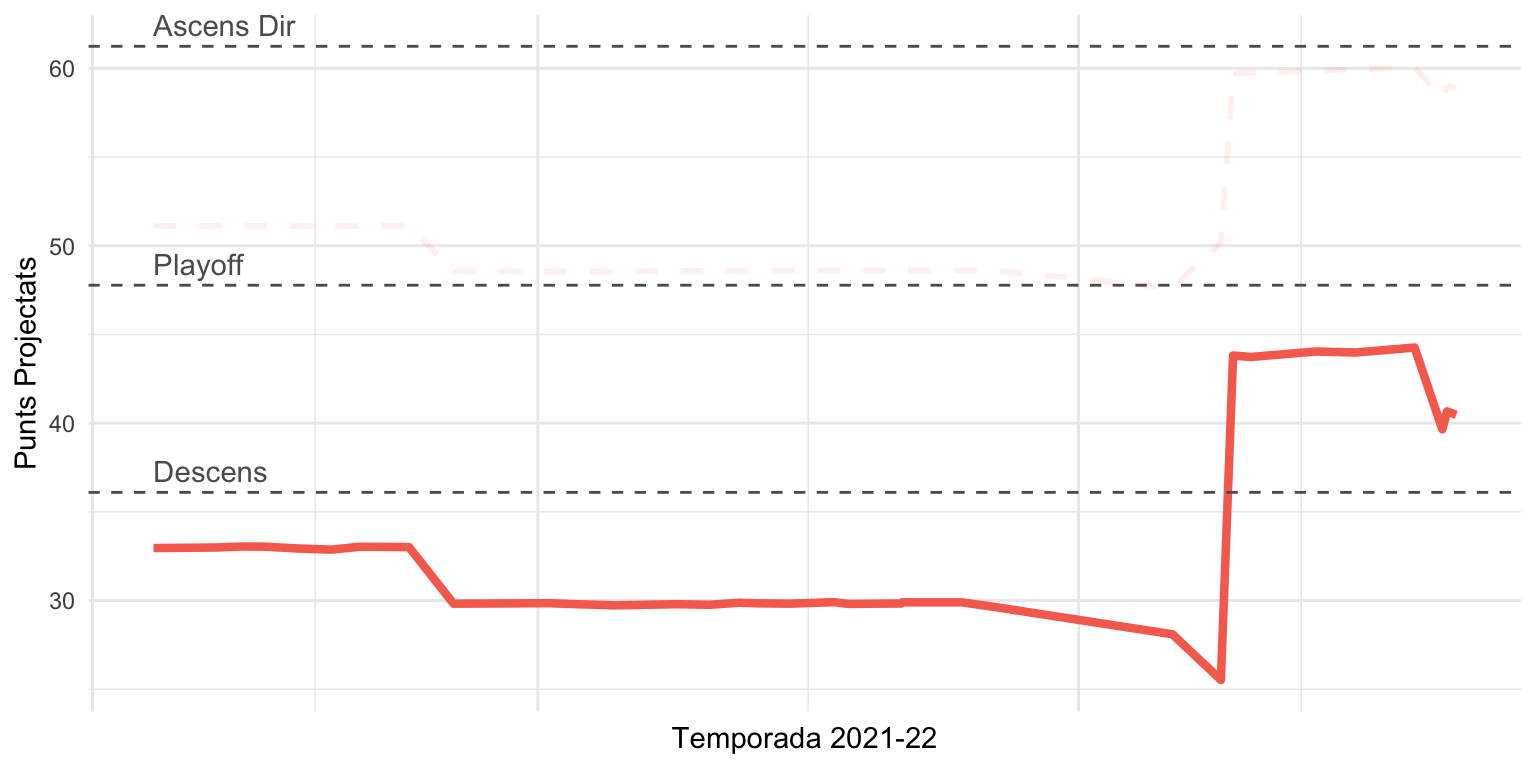 Ascens Dir
60
50
Playoff
40
Descens
30
Punts Projectats
Temporada 2021-22